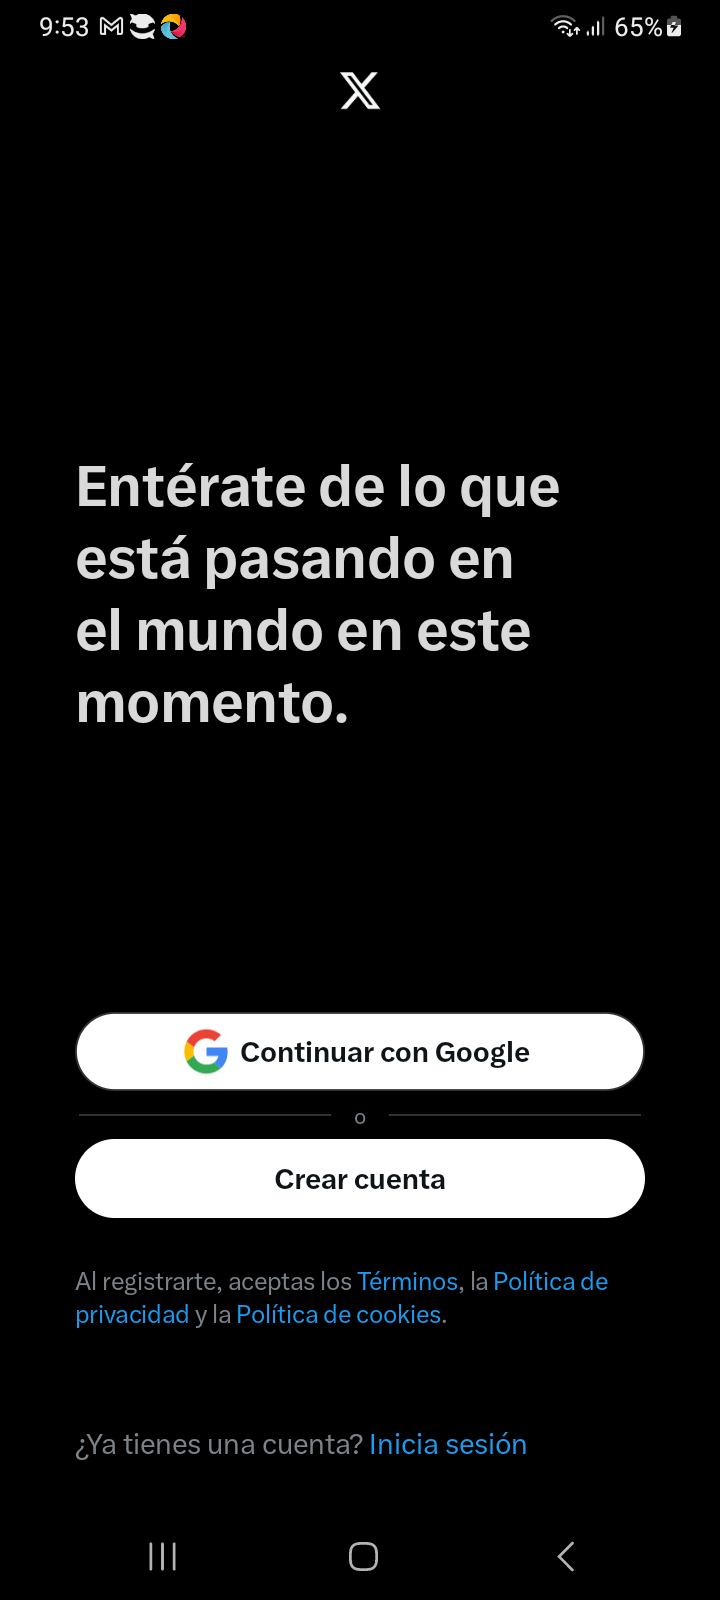 9:53
65%
Entérate de lo que
está pasando en
el mundo en este
momento.
Continuar con Google
o
Crear cuenta
Al registrarte, aceptas los Términos, la Política de
privacidad y la Política de cookies.
¿Ya tienes una cuenta? Inicia sesión